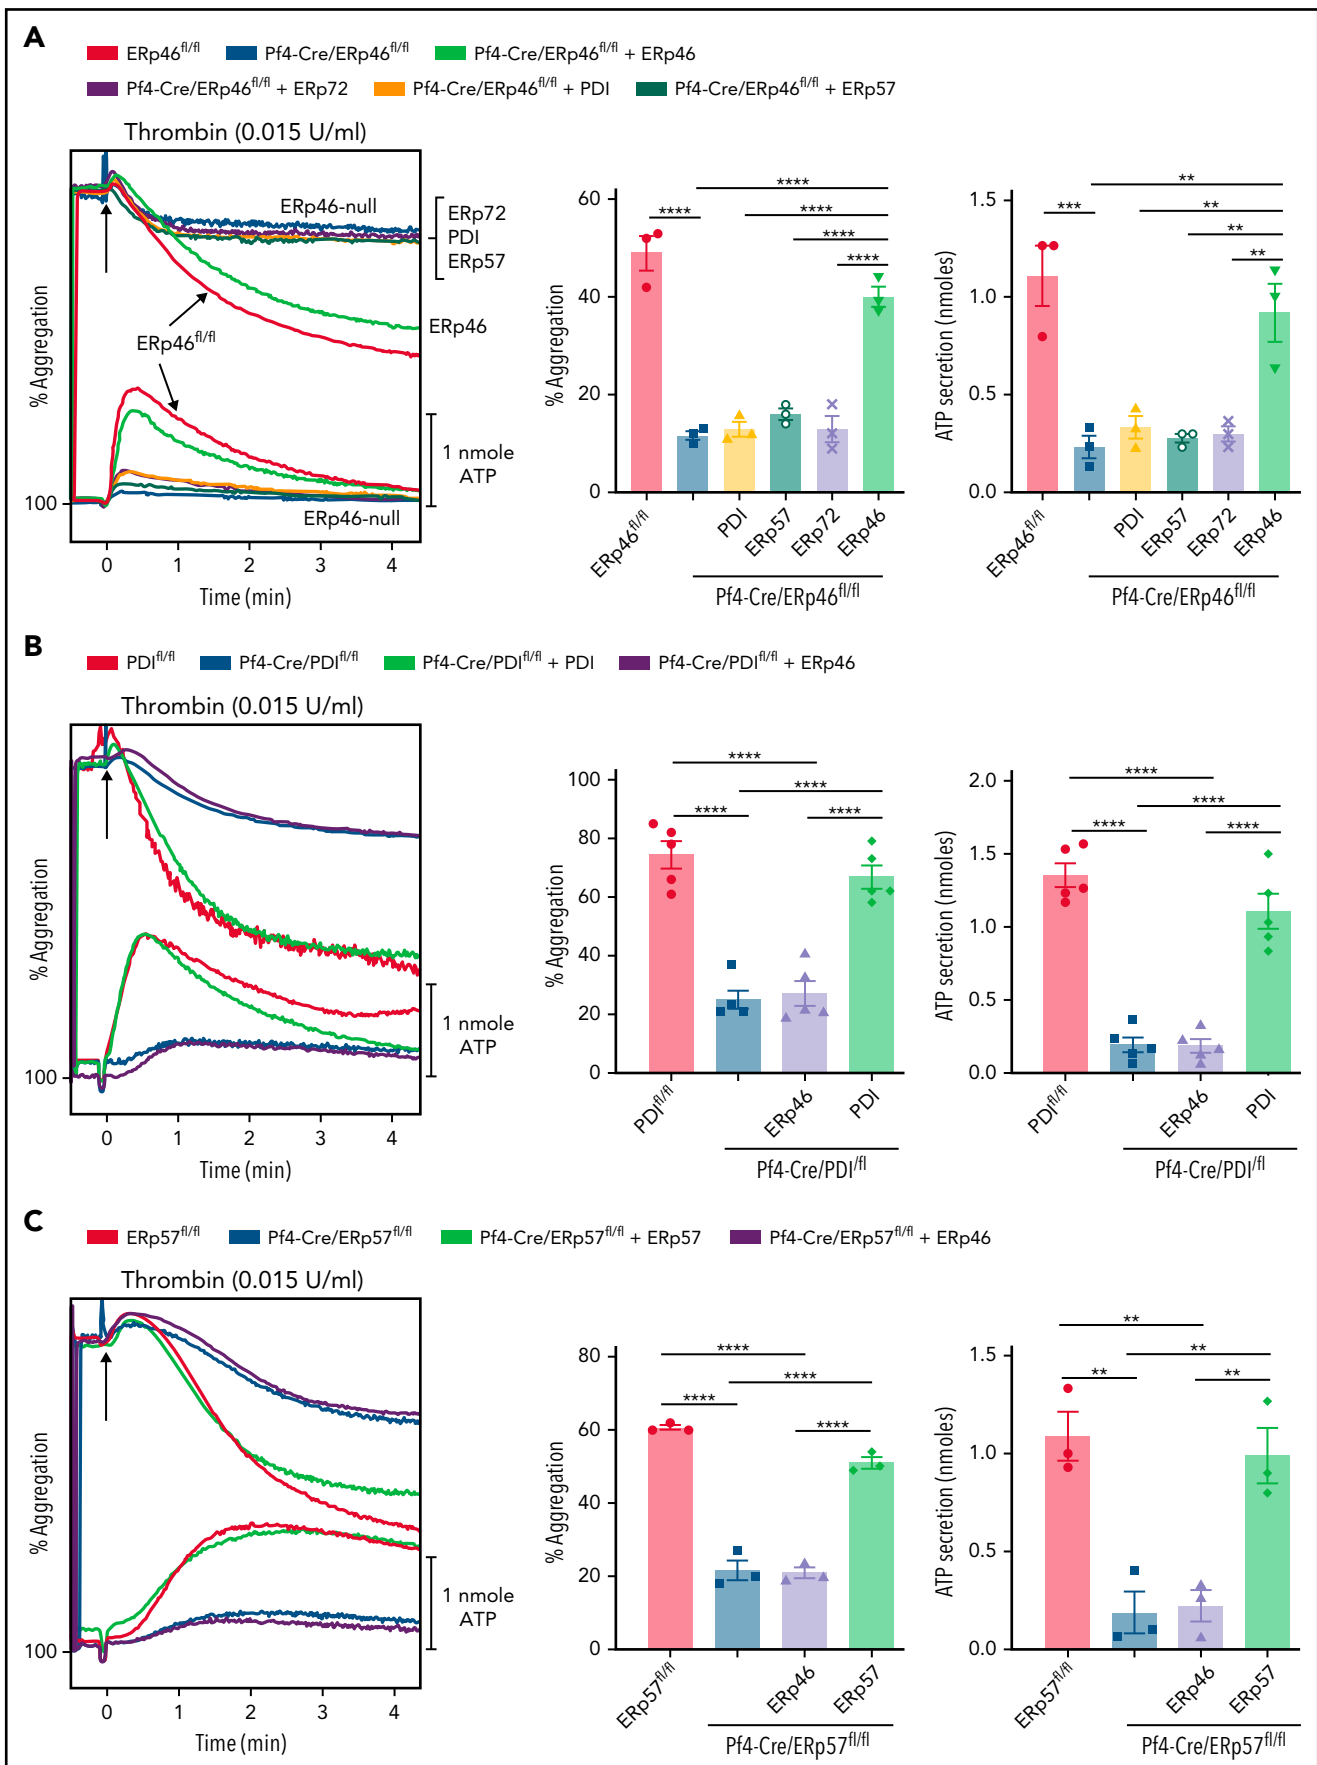 A
ERp46fl/fl Pf4-Cre/ERp46fl/fl Pf4-Cre/ERp46fl/fl + ERp46
Pf4-Cre/ERp46fl/fl + ERp72 Pf4-Cre/ERp46fl/fl + PDI Pf4-Cre/ERp46fl/fl + ERp57
Thrombin (0.015 U/ml)
% Aggregation
100
ERp46-null
ERp72
PDI
ERp57
ERp46
ERp46fl/fl
1 nmole
ATP
ERp46-null
0 1 2 3 4
Time (min)
% Aggregation
60
40
20
0
**** **** **** **** ****
ERp46fl/fl PDI ERp57 ERp72 ERp46
Pf4-Cre/ERp46fl/fl
ATP secretion (nmoles)
1.5
1.0
0.5
0.0
** *** ** ** **
ERp46fl/fl PDI ERp57 ERp72 ERp46
Pf4-Cre/ERp46fl/fl
B
PDIfl/fl Pf4-Cre/PDIfl/fl Pf4-Cre/PDIfl/fl + PDI Pf4-Cre/PDIfl/fl + ERp46
Thrombin (0.015 U/ml)
% Aggregation
100
1 nmole
ATP
0 1 2 3 4
Time (min)
% Aggregation
100
80
60
40
20
0
**** **** **** ****
PDIfl/fl ERp46 PDI
Pf4-Cre/PDI/fl
ATP secretion (nmoles)
2.0
1.5
1.0
0.5
0.0
**** **** **** ****
PDIfl/fl ERp46 PDI
Pf4-Cre/PDI/fl
C
ERp57fl/fl Pf4-Cre/ERp57fl/fl Pf4-Cre/ERp57fl/fl + ERp57 Pf4-Cre/ERp57fl/fl + ERp46
Thrombin (0.015 U/ml)
% Aggregation
100
1 nmole
ATP
0 1 2 3 4
Time (min)
% Aggregation
80
60
40
20
0
**** **** **** ****
ERp57fl/fl ERp46 ERp57
Pf4-Cre/ERp57fl/fl
ATP secretion (nmoles)
1.5
1.0
0.5
0.0
** ** ** **
ERp57fl/fl ERp46 ERp57
Pf4-Cre/ERp57fl/fl